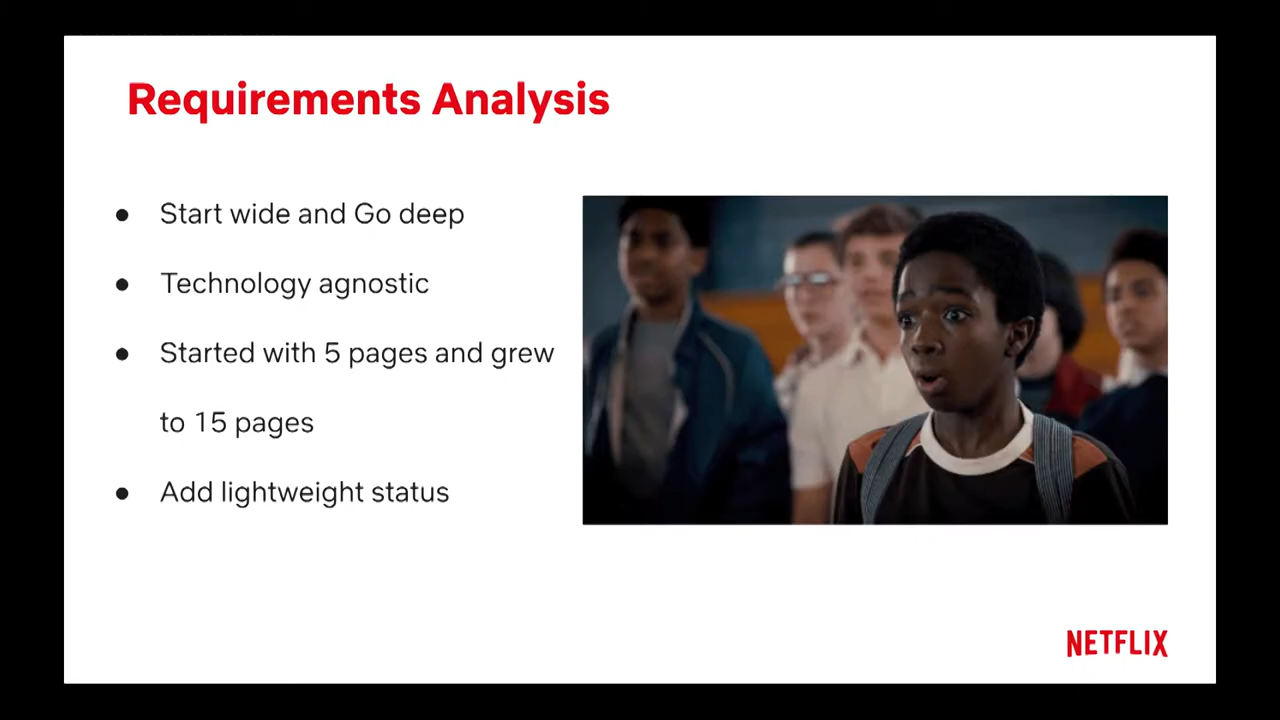 Requirements Analysis
● Start wide and Go deep
● Technology agnostic
● Started with 5 pages and grew
to 15 pages
● Add lightweight status
NETFLIX